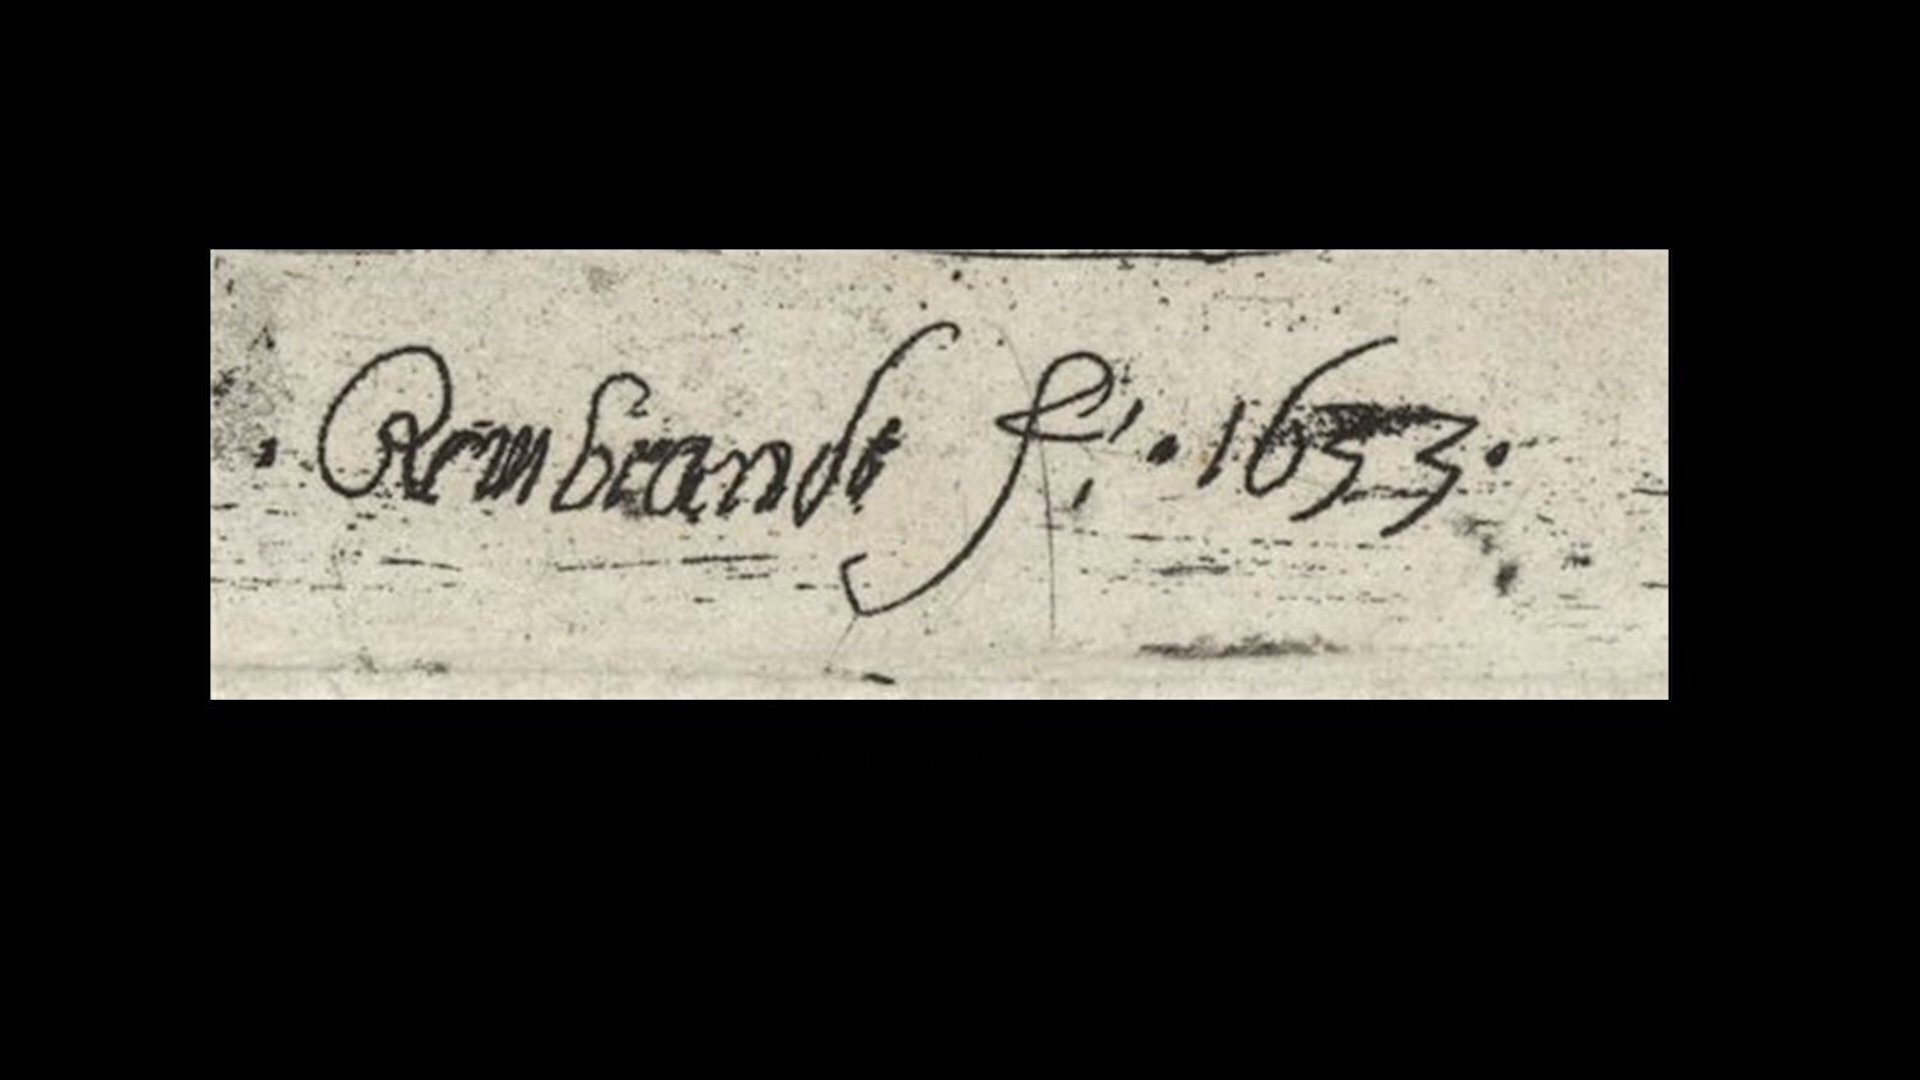 . Rembrandt f. · 1653 ·